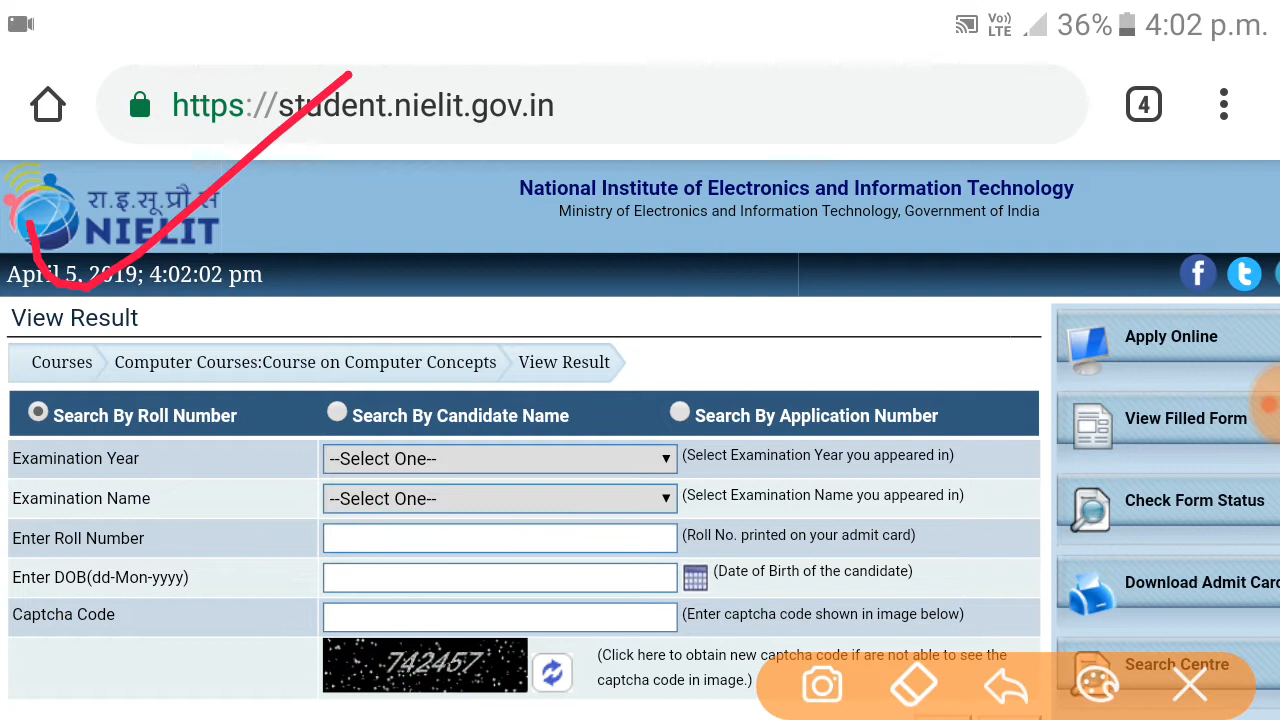 Vo)) LTE 36% 4:02 p.m.
https://student.nielit.gov.in 4
रा.इ.सू.प्रौ.सं
NIELIT
National Institute of Electronics and Information Technology
Ministry of Electronics and Information Technology, Government of India
April 5, 2019; 4:02:02 pm
View Result
Courses Computer Courses:Course on Computer Concepts View Result
Search By Roll Number Search By Candidate Name Search By Application Number
Examination Year --Select One-- (Select Examination Year you appeared in)
Examination Name --Select One-- (Select Examination Name you appeared in)
Enter Roll Number (Roll No. printed on your admit card)
Enter DOB(dd-Mon-yyyy) (Date of Birth of the candidate)
Captcha Code (Enter captcha code shown in image below)
742457 (Click here to obtain new captcha code if are not able to see the
captcha code in image.)
Apply Online
View Filled Form
Check Form Status
Download Admit Card
Search Centre